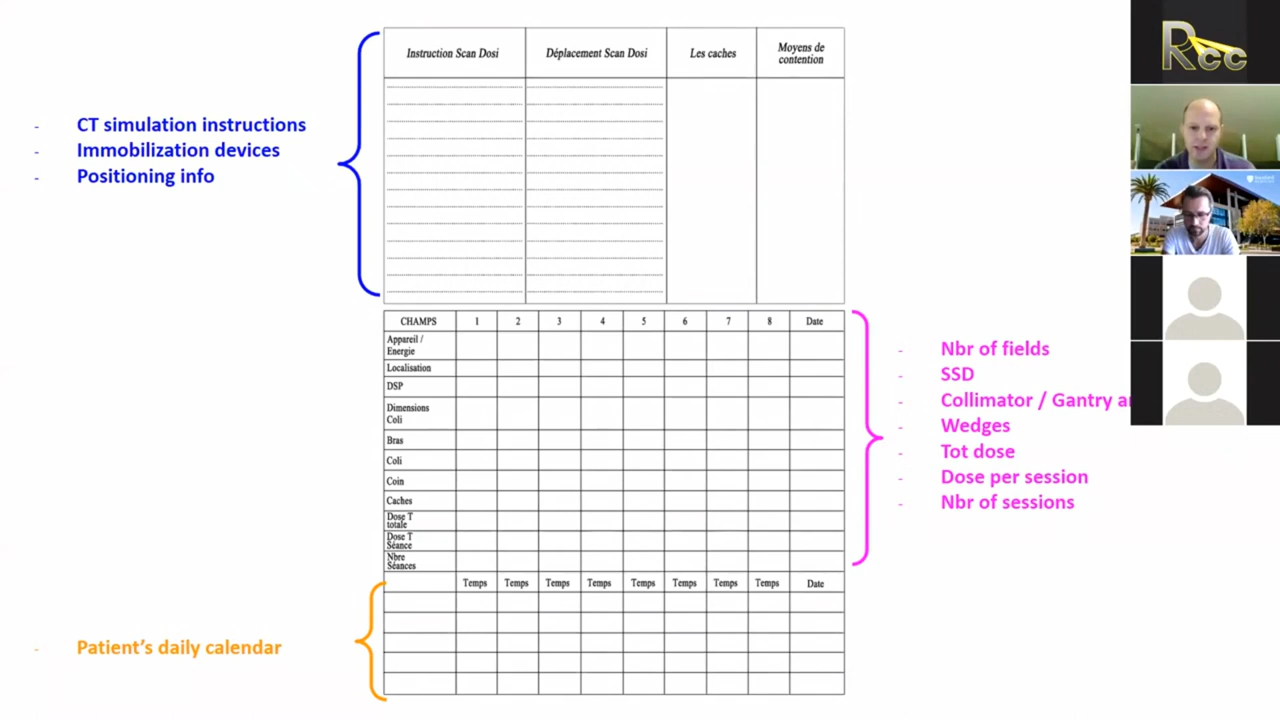 Instruction Scan Dosi
Déplacement Scan Dosi
Les caches
Moyens de
contention
- CT simulation instructions
- Immobilization devices
- Positioning info
CHAMPS 1 2 3 4 5 6 7 8 Date
Appareil /
Energie
Localisation
DSP
Dimensions
Coli
Bras
Coli
Coin
Caches
Dose T
totale
Dose T
Séance
Nbre
Séances
Temps Temps Temps Temps Temps Temps Temps Temps Date
- Nbr of fields
- SSD
- Collimator / Gantry
- Wedges
- Tot dose
- Dose per session
- Nbr of sessions
- Patient's daily calendar
Rcc